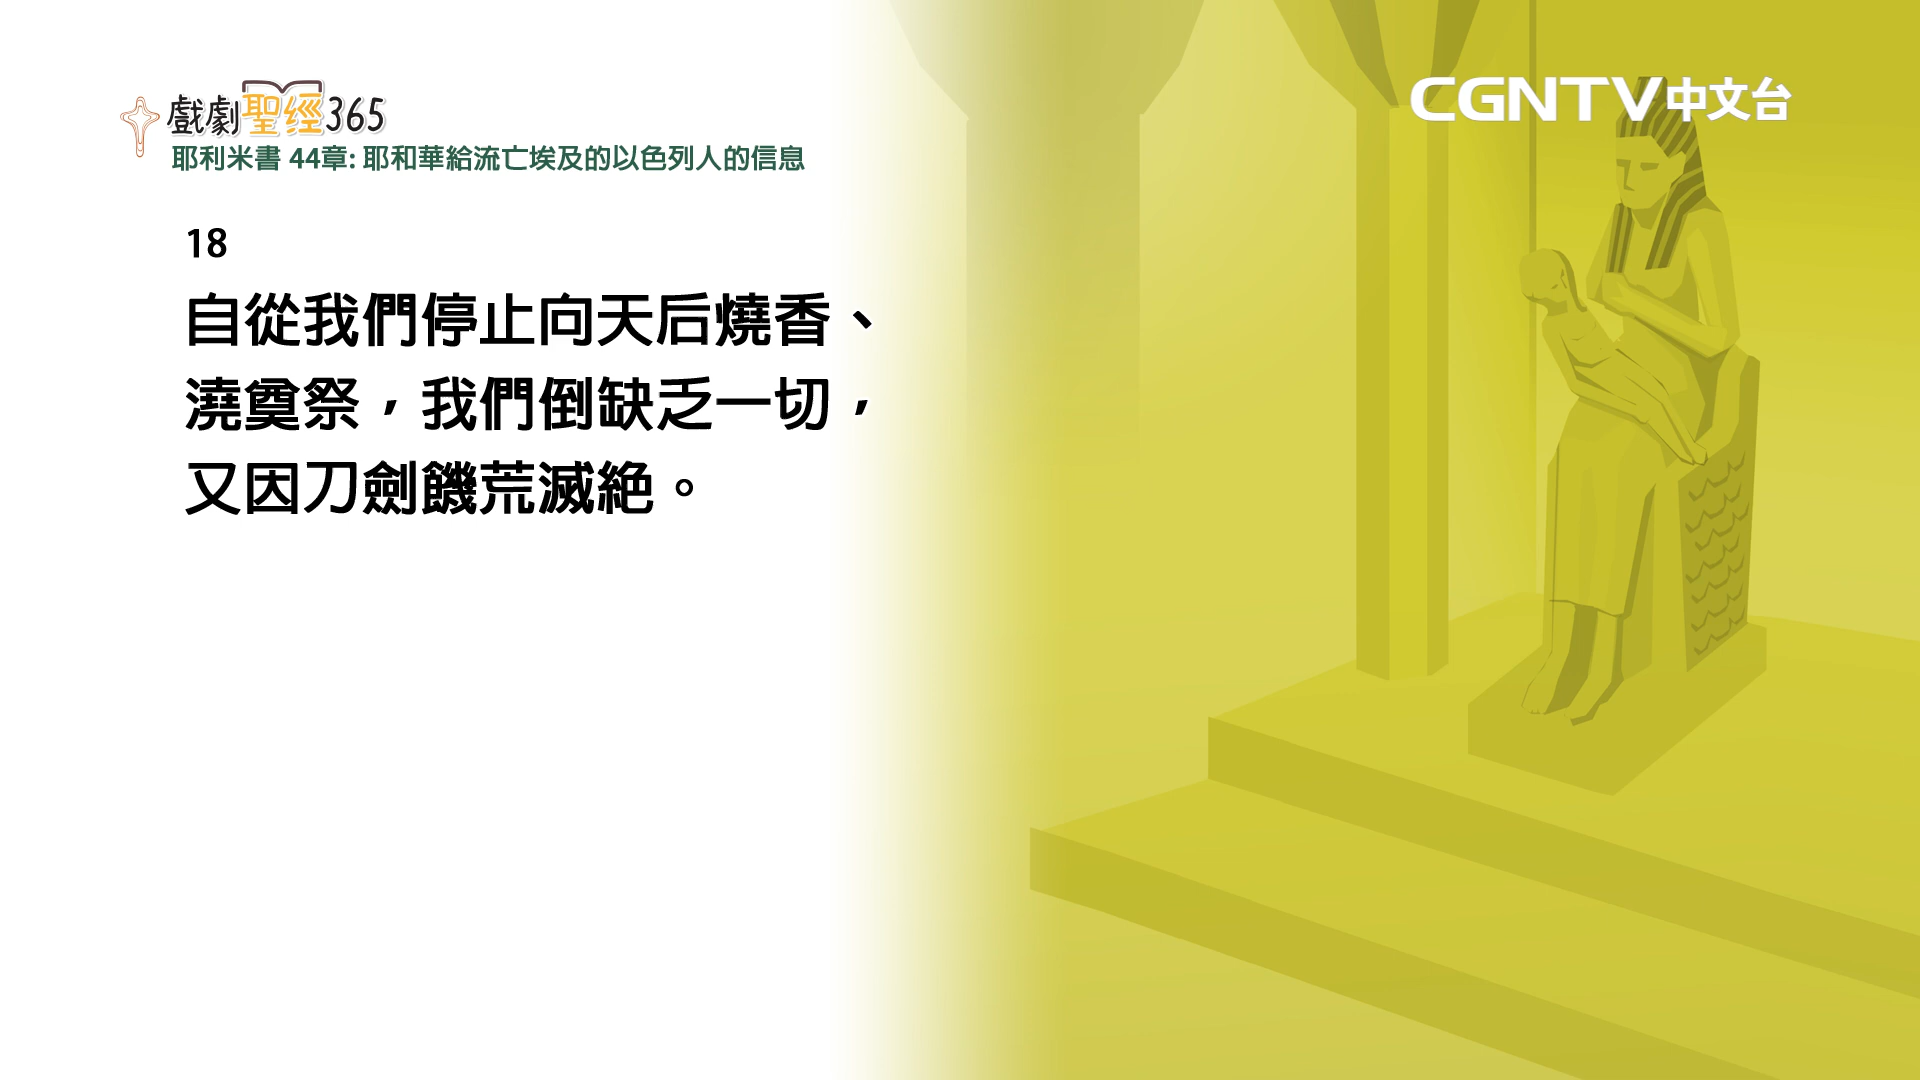 戲劇聖經365
CGNTV中文台
耶利米書 44章: 耶和華給流亡埃及的以色列人的信息
18
自從我們停止向天后燒香、
澆奠祭，我們倒缺乏一切，
又因刀劍饑荒滅絕。